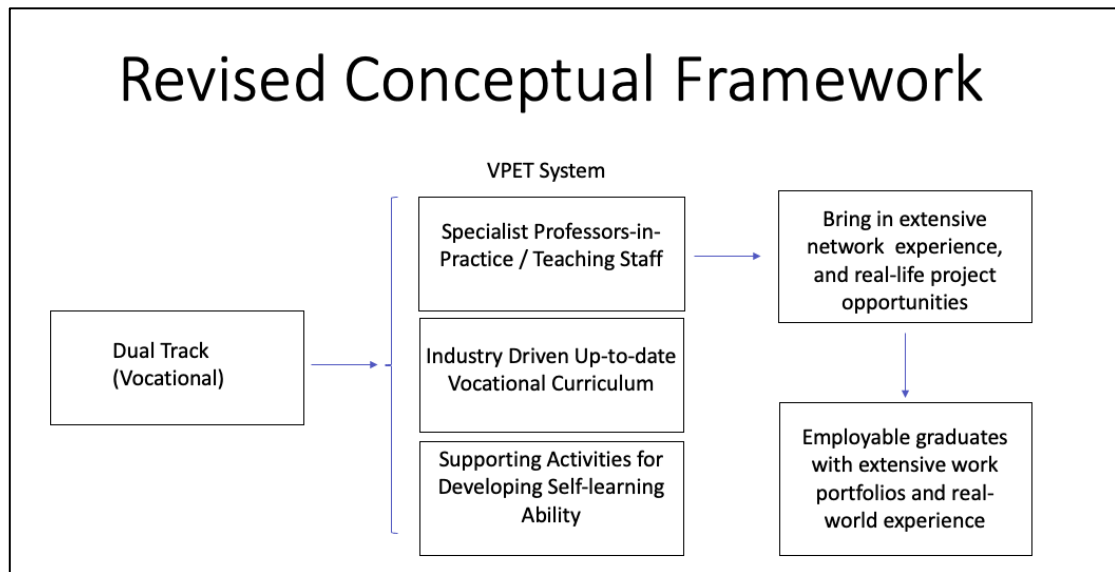 Revised Conceptual Framework
VPET System
Dual Track
(Vocational)
Specialist Professors-in-
Practice / Teaching Staff
Industry Driven Up-to-date
Vocational Curriculum
Supporting Activities for
Developing Self-learning
Ability
Bring in extensive
network experience,
and real-life project
opportunities
Employable graduates
with extensive work
portfolios and real-
world experience